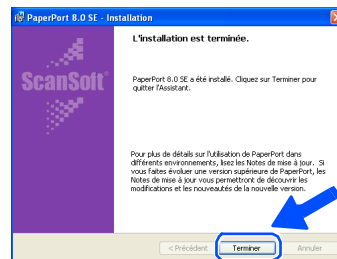 PaperPort 8.0 SE - Installation
L'installation est terminée.
ScanSoft
PaperPort 8.0 SE a été installé. Cliquez sur Terminer pour
quitter l'Assistant.
Pour plus de détails sur l'utilisation de PaperPort dans
différents environnements, lisez les Notes de mise à jour. Si
vous faites évoluer une version supérieure de PaperPort, les
Notes de mise à jour vous permettront de découvrir les
modifications et les nouveautés de la nouvelle version.
< Précédent Terminer Annuler